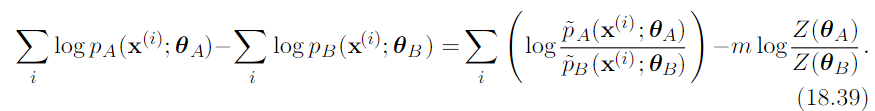 ∑_i log p_A(𝐱^(i); 𝜽_A) − ∑_i log p_B(𝐱^(i); 𝜽_B) = ∑_i ( log p̃_A(𝐱^(i); 𝜽_A) / p̃_B(𝐱^(i); 𝜽_B) ) − m log Z(𝜽_A) / Z(𝜽_B) .
(18.39)